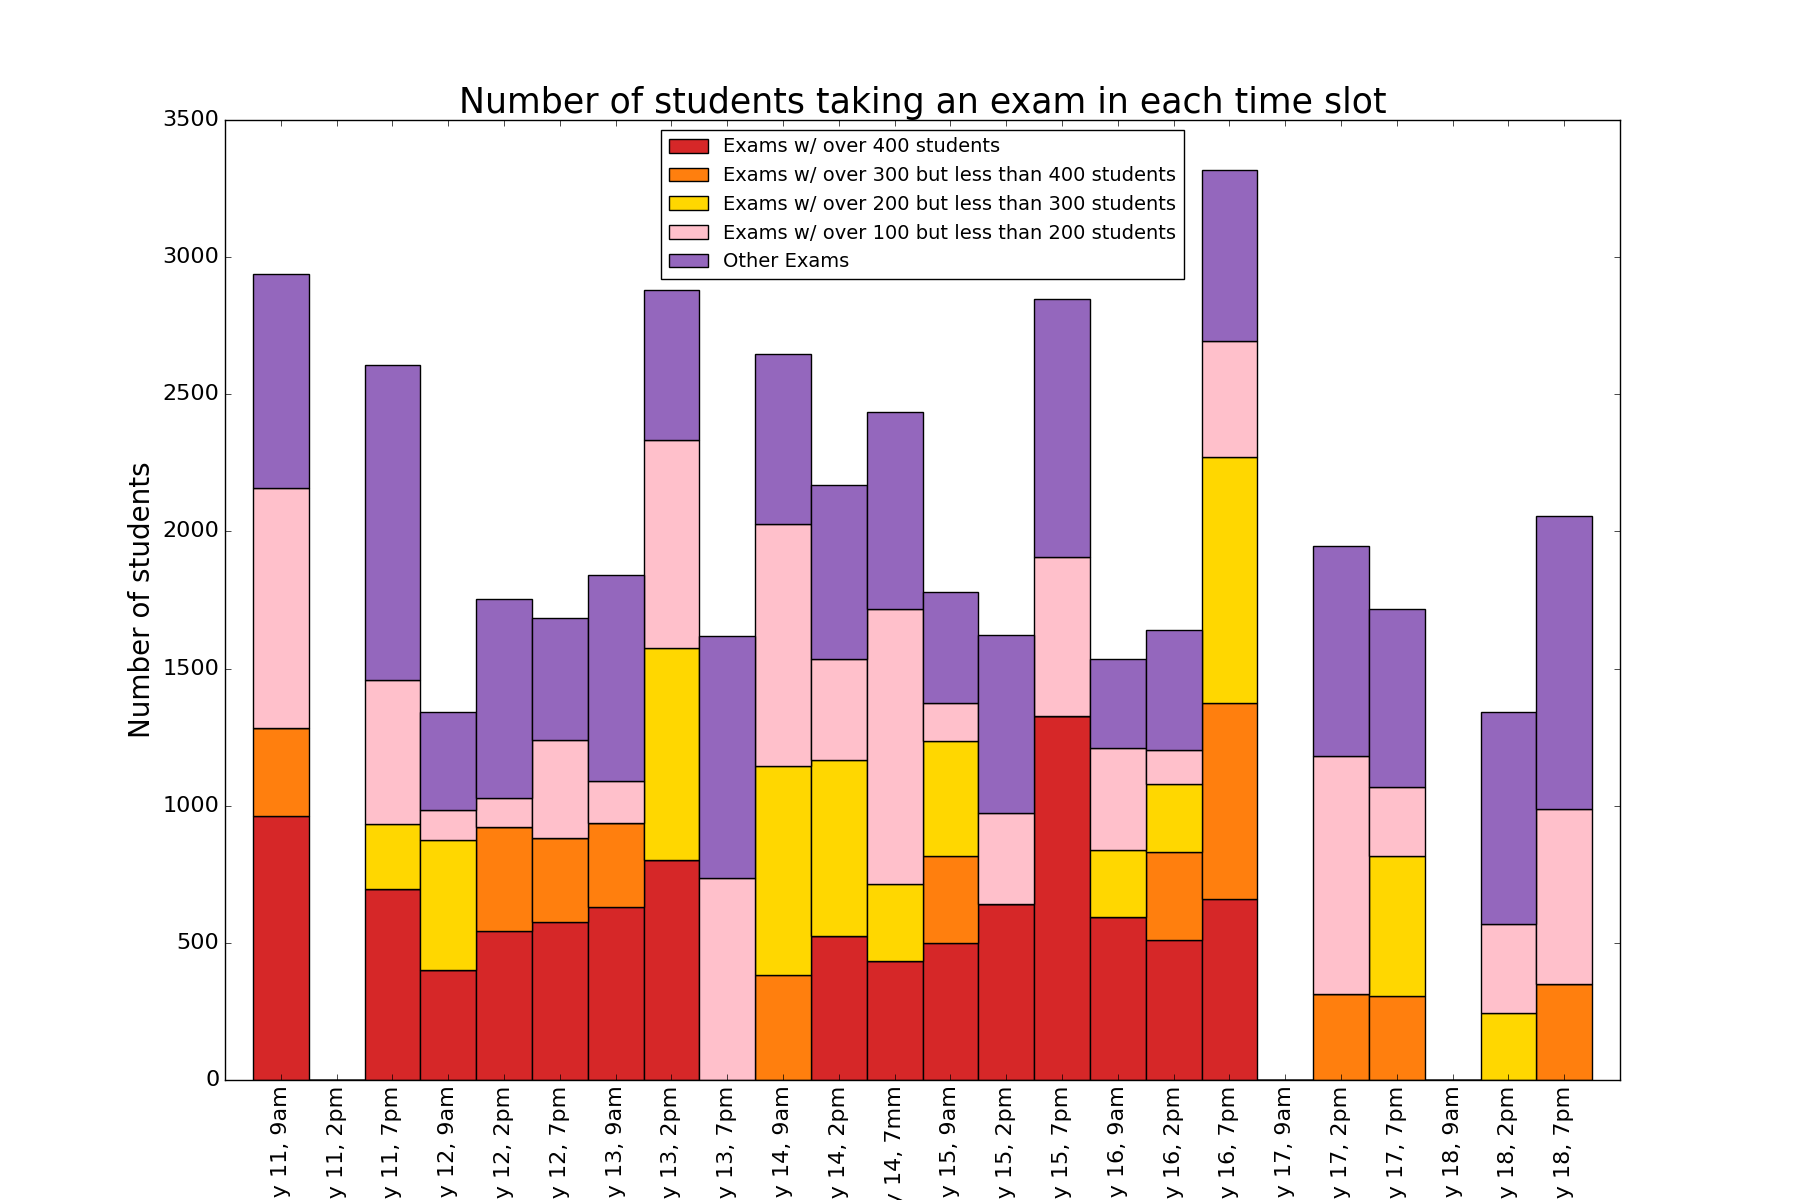 Number of students taking an exam in each time slot
Exams w/ over 400 students
Exams w/ over 300 but less than 400 students
Exams w/ over 200 but less than 300 students
Exams w/ over 100 but less than 200 students
Other Exams
Number of students
3500
3000
2500
2000
1500
1000
500
0
y 11, 9am
y 11, 2pm
y 11, 7pm
y 12, 9am
y 12, 2pm
y 12, 7pm
y 13, 9am
y 13, 2pm
y 13, 7pm
y 14, 9am
y 14, 2pm
y 14, 7mm
y 15, 9am
y 15, 2pm
y 15, 7pm
y 16, 9am
y 16, 2pm
y 16, 7pm
y 17, 9am
y 17, 2pm
y 17, 7pm
y 18, 9am
y 18, 2pm
y 18, 7pm